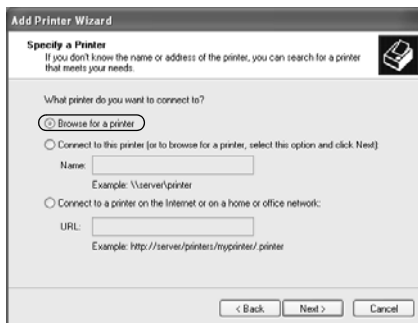 Add Printer Wizard
Specify a Printer
If you don't know the name or address of the printer, you can search for a printer
that meets your needs.
What printer do you want to connect to?
Browse for a printer
Connect to this printer (or to browse for a printer, select this option and click Next):
Name:
Example: \\server\printer
Connect to a printer on the Internet or on a home or office network:
URL:
Example: http://server/printers/myprinter/.printer
< Back
Next >
Cancel